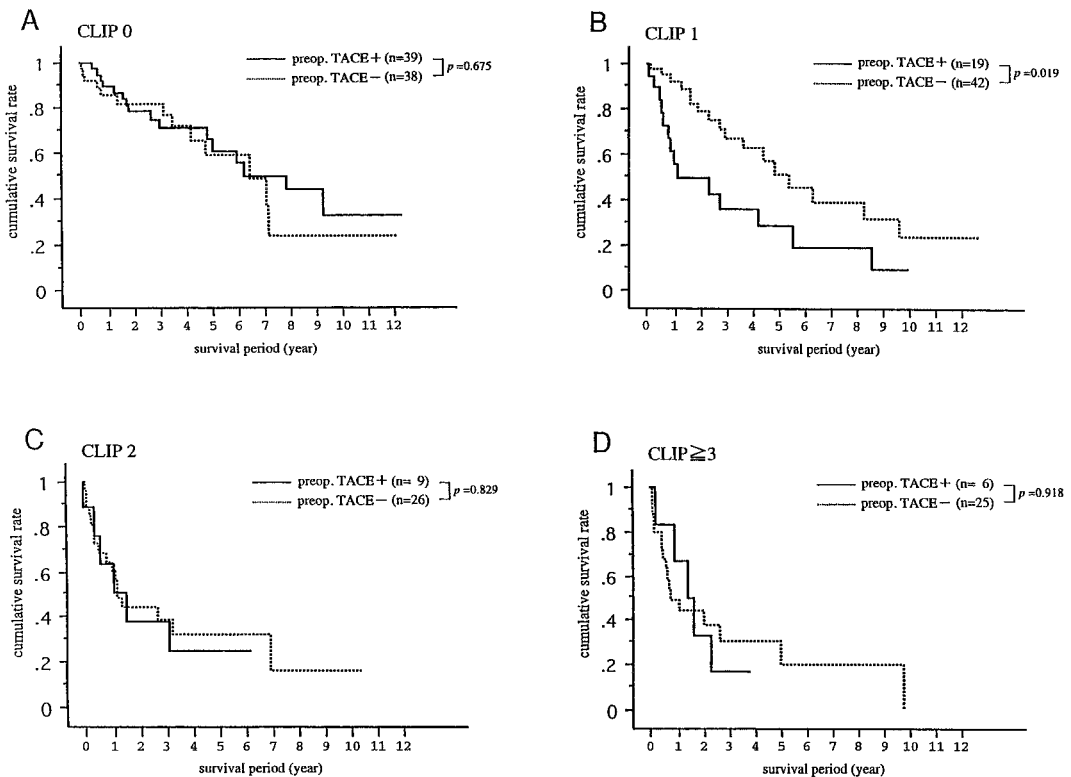 A
CLIP 0
preop. TACE+ (n=39)
preop. TACE− (n=38)
p=0.675
cumulative survival rate
1
.8
.6
.4
.2
0
0 1 2 3 4 5 6 7 8 9 10 11 12
survival period (year)
B
CLIP 1
preop. TACE+ (n=19)
preop. TACE− (n=42)
p=0.019
cumulative survival rate
1
.8
.6
.4
.2
0
0 1 2 3 4 5 6 7 8 9 10 11 12
survival period (year)
C
CLIP 2
preop. TACE+ (n= 9)
preop. TACE− (n=26)
p=0.829
cumulative survival rate
1
.8
.6
.4
.2
0
0 1 2 3 4 5 6 7 8 9 10 11 12
survival period (year)
D
CLIP≧3
preop. TACE+ (n= 6)
preop. TACE− (n=25)
p=0.918
cumulative survival rate
1
.8
.6
.4
.2
0
0 1 2 3 4 5 6 7 8 9 10 11 12
survival period (year)